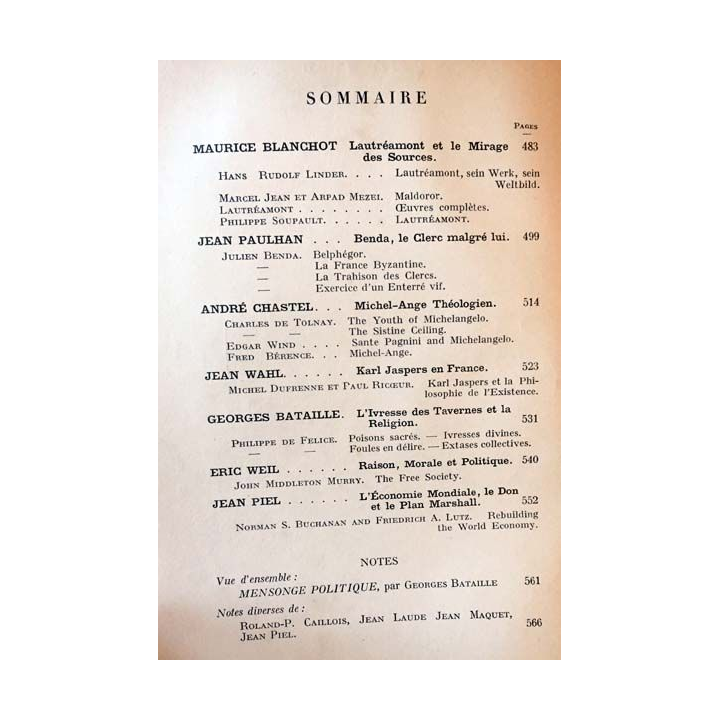 SOMMAIRE
PAGES
MAURICE BLANCHOT Lautréamont et le Mirage des Sources. 483
HANS RUDOLF LINDER. . . . Lautréamont, sein Werk, sein Weltbild.
MARCEL JEAN ET ARPAD MEZEI. Maldoror.
LAUTRÉAMONT . . . . . . . . Œuvres complètes.
PHILIPPE SOUPAULT. . . . . . LAUTRÉAMONT.
JEAN PAULHAN . . . Benda, le Clerc malgré lui. 499
JULIEN BENDA. Belphégor.
— La France Byzantine.
— La Trahison des Clercs.
— Exercice d'un Enterré vif.
ANDRÉ CHASTEL. . . Michel-Ange Théologien. 514
CHARLES DE TOLNAY. The Youth of Michelangelo.
— — The Sistine Ceiling.
EDGAR WIND . . . . Sante Pagnini and Michelangelo.
FRED BÉRENCE. . . Michel-Ange.
JEAN WAHL. . . . . . Karl Jaspers en France. 523
MICHEL DUFRENNE ET PAUL RICŒUR. Karl Jaspers et la Philosophie de l'Existence.
GEORGES BATAILLE. L'Ivresse des Tavernes et la Religion. 531
PHILIPPE DE FELICE. Poisons sacrés. — Ivresses divines.
— — Foules en délire. — Extases collectives.
ERIC WEIL . . . . . . Raison, Morale et Politique. 540
JOHN MIDDLETON MURRY. The Free Society.
JEAN PIEL . . . . . . L'Économie Mondiale, le Don et le Plan Marshall. 552
NORMAN S. BUCHANAN AND FRIEDRICH A. LUTZ. Rebuilding the World Economy.
NOTES
Vue d'ensemble :
MENSONGE POLITIQUE, par GEORGES BATAILLE 561
Notes diverses de :
ROLAND-P. CAILLOIS, JEAN LAUDE JEAN MAQUET, JEAN PIEL. 566